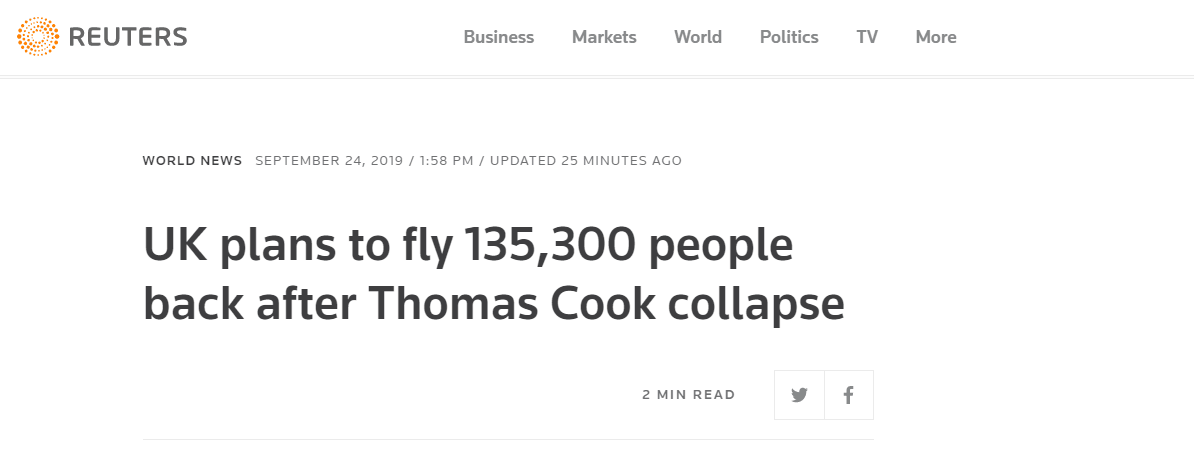 REUTERS
Business Markets World Politics TV More
WORLD NEWS SEPTEMBER 24, 2019 / 1:58 PM / UPDATED 25 MINUTES AGO
UK plans to fly 135,300 people
back after Thomas Cook collapse
2 MIN READ